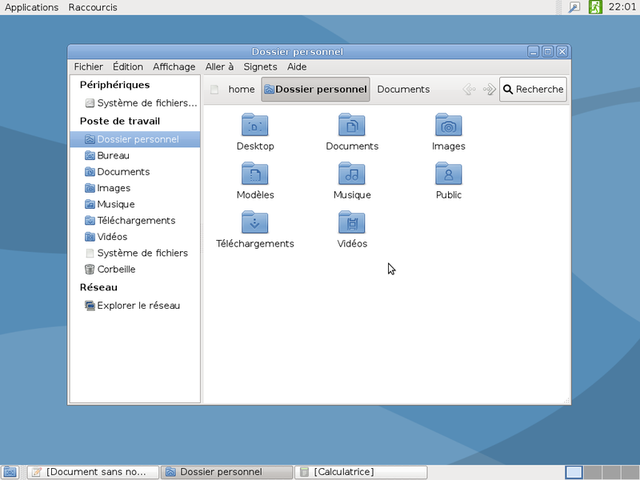 Applications Raccourcis 22:01
Dossier personnel
Fichier Édition Affichage Aller à Signets Aide
Périphériques
Système de fichiers...
Poste de travail
Dossier personnel
Bureau
Documents
Images
Musique
Téléchargements
Vidéos
Système de fichiers
Corbeille
Réseau
Explorer le réseau
home Dossier personnel Documents Recherche
Desktop Documents Images
Modèles Musique Public
Téléchargements Vidéos
[Document sans no... Dossier personnel [Calculatrice]